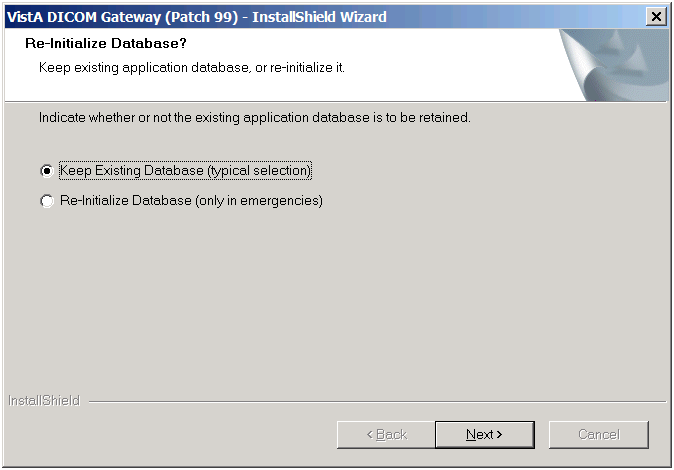 VistA DICOM Gateway (Patch 99) - InstallShield Wizard
Re-Initialize Database?
Keep existing application database, or re-initialize it.
Indicate whether or not the existing application database is to be retained.
Keep Existing Database (typical selection)
Re-Initialize Database (only in emergencies)
InstallShield
< Back
Next >
Cancel